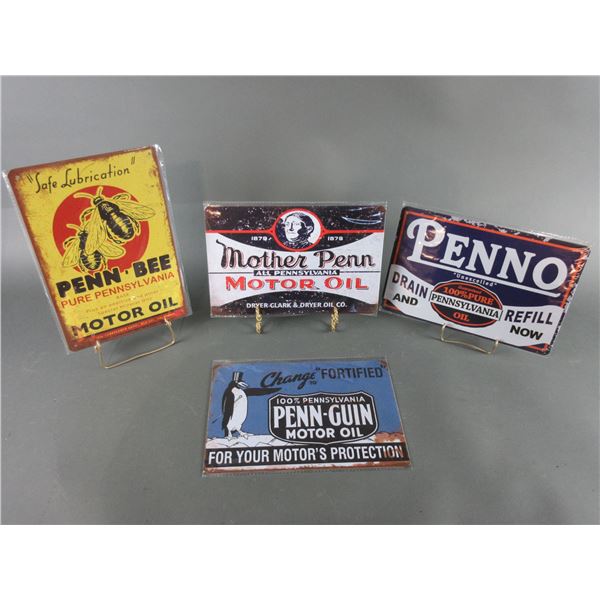 "Safe Lubrication"
PENN-BEE
PURE PENNSYLVANIA
MOTOR OIL
1879 1879
Mother Penn
ALL PENNSYLVANIA
MOTOR OIL
DRYER-CLARK & DRYER OIL CO.
PENNO
"Unexcelled"
DRAIN
AND
100% PURE
PENNSYLVANIA
OIL
REFILL
NOW
Change TO "FORTIFIED"
100% PENNSYLVANIA
PENN-GUIN
MOTOR OIL
FOR YOUR MOTOR'S PROTECTION